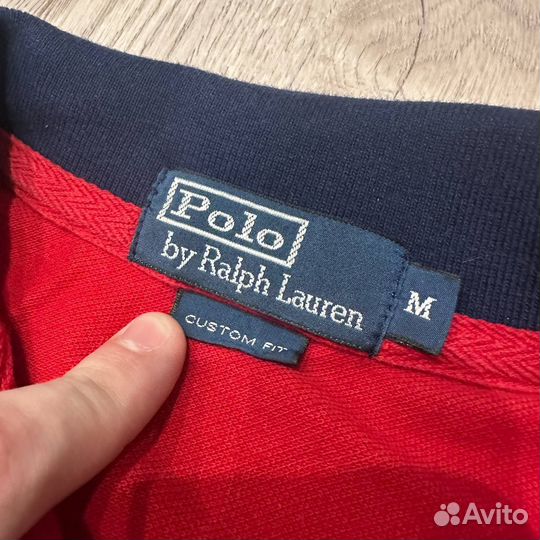 Polo
by Ralph Lauren
M
CUSTOM FIT
Avito